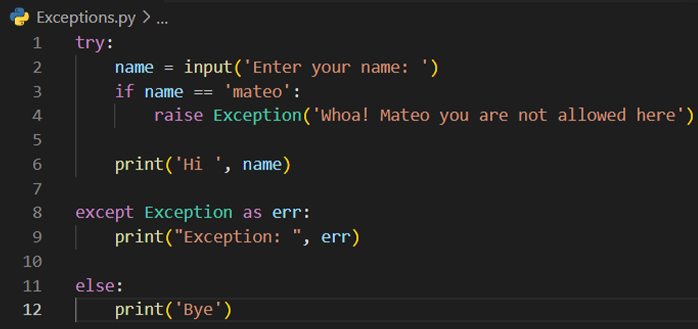 Exceptions.py > ...
1 try:
2     name = input('Enter your name: ')
3     if name == 'mateo':
4         raise Exception('Whoa! Mateo you are not allowed here')
5
6     print('Hi ', name)
7
8 except Exception as err:
9     print("Exception: ", err)
10
11 else:
12     print('Bye')